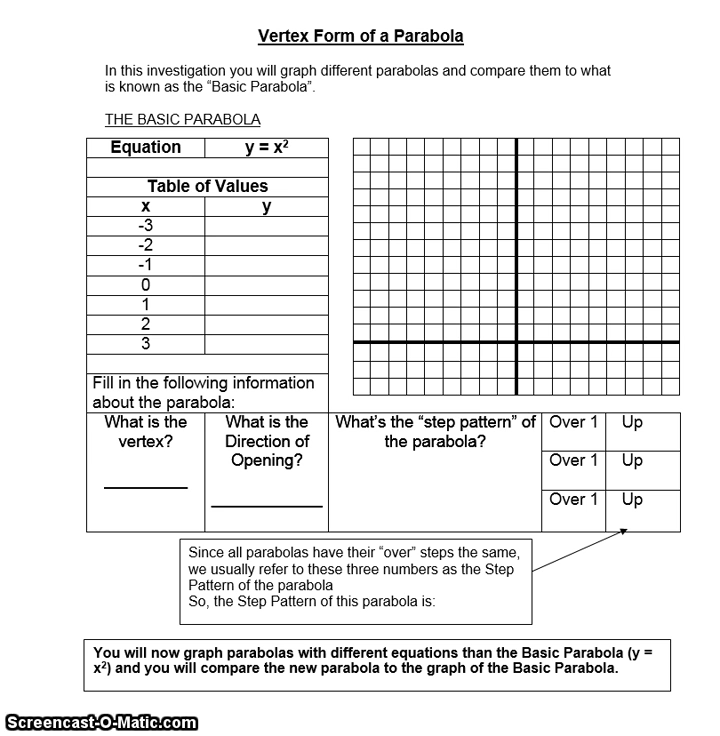 Vertex Form of a Parabola
In this investigation you will graph different parabolas and compare them to what
is known as the “Basic Parabola”.
THE BASIC PARABOLA
Equation y = x²
Table of Values
x y
-3
-2
-1
0
1
2
3
Fill in the following information
about the parabola:
What is the
vertex?
What is the
Direction of
Opening?
What's the “step pattern” of
the parabola?
Over 1 Up
Over 1 Up
Over 1 Up
Since all parabolas have their “over” steps the same,
we usually refer to these three numbers as the Step
Pattern of the parabola
So, the Step Pattern of this parabola is:
You will now graph parabolas with different equations than the Basic Parabola (y =
x²) and you will compare the new parabola to the graph of the Basic Parabola.
Screencast-O-Matic.com